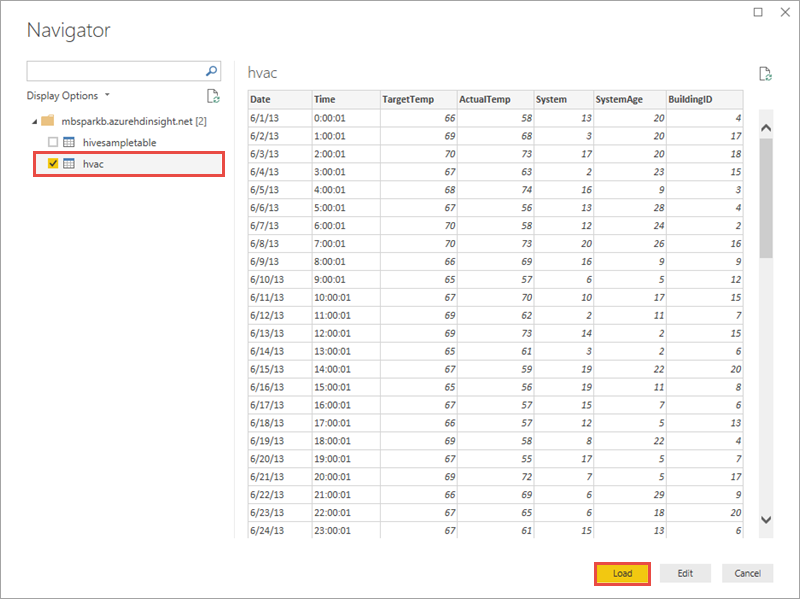 Navigator
Display Options
mbsparkb.azurehdinsight.net [2]
hivesampletable
hvac
hvac
Date Time TargetTemp ActualTemp System SystemAge BuildingID
6/1/13 0:00:01 66 58 13 20 4
6/2/13 1:00:01 69 68 3 20 17
6/3/13 2:00:01 70 73 17 20 18
6/4/13 3:00:01 67 63 2 23 15
6/5/13 4:00:01 68 74 16 9 3
6/6/13 5:00:01 67 56 13 28 4
6/7/13 6:00:01 70 58 12 24 2
6/8/13 7:00:01 70 73 20 26 16
6/9/13 8:00:01 66 69 16 9 9
6/10/13 9:00:01 65 57 6 5 12
6/11/13 10:00:01 67 70 10 17 15
6/12/13 11:00:01 69 62 2 11 7
6/13/13 12:00:01 69 73 14 2 15
6/14/13 13:00:01 65 61 3 2 6
6/15/13 14:00:01 67 59 19 22 20
6/16/13 15:00:01 65 56 19 11 8
6/17/13 16:00:01 67 57 15 7 6
6/18/13 17:00:01 66 57 12 5 13
6/19/13 18:00:01 69 58 8 22 4
6/20/13 19:00:01 67 55 17 5 7
6/21/13 20:00:01 69 72 7 5 17
6/22/13 21:00:01 66 69 6 29 9
6/23/13 22:00:01 67 65 6 18 20
6/24/13 23:00:01 67 61 15 13 6
Load Edit Cancel